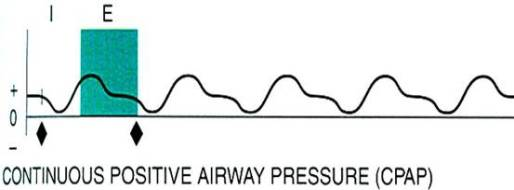 I E
+
0
-
CONTINUOUS POSITIVE AIRWAY PRESSURE (CPAP)